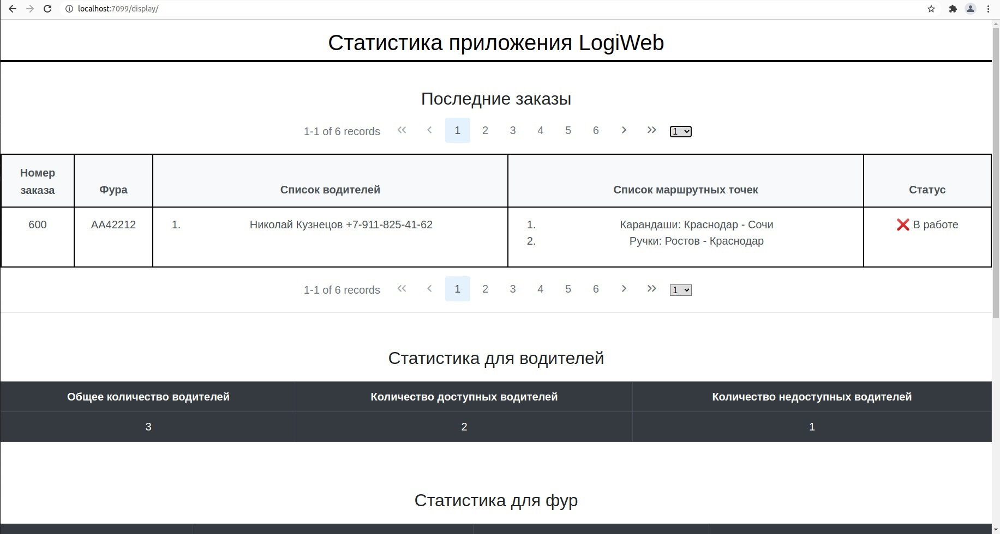 localhost:7099/display/
Статистика приложения LogiWeb
Последние заказы
1-1 of 6 records 1 2 3 4 5 6 1
Номер заказа Фура Список водителей Список маршрутных точек Статус
600 AA42212 1. Николай Кузнецов +7-911-825-41-62 1. Карандаши: Краснодар - Сочи ❌ В работе
2. Ручки: Ростов - Краснодар
1-1 of 6 records 1 2 3 4 5 6 1
Статистика для водителей
Общее количество водителей Количество доступных водителей Количество недоступных водителей
3 2 1
Статистика для фур